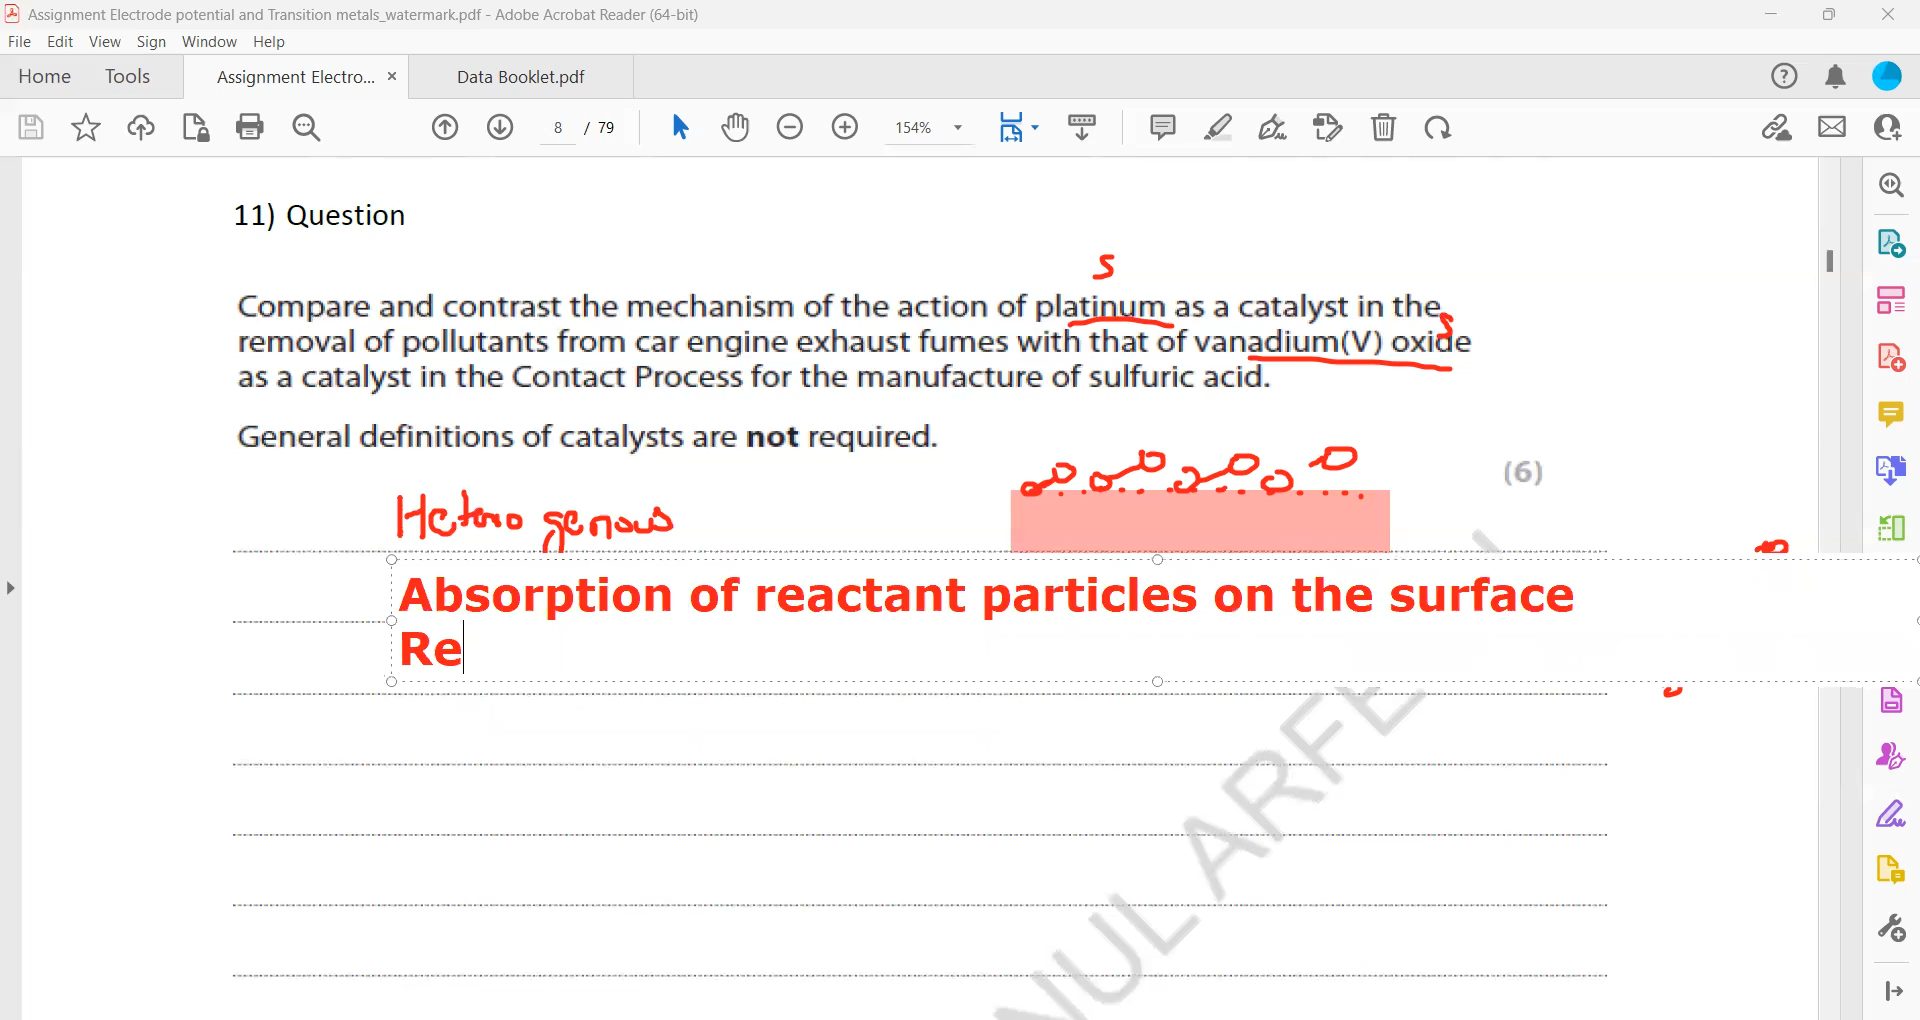 Assignment Electrode potential and Transition metals_watermark.pdf - Adobe Acrobat Reader (64-bit)
File Edit View Sign Window Help
Home Tools Assignment Electro... × Data Booklet.pdf
8 / 79 154%
11) Question
s
Compare and contrast the mechanism of the action of platinum as a catalyst in the
s
removal of pollutants from car engine exhaust fumes with that of vanadium(V) oxide
as a catalyst in the Contact Process for the manufacture of sulfuric acid.
General definitions of catalysts are not required.
(6)
Hetero genous
Absorption of reactant particles on the surface
Re
NUL ARFE